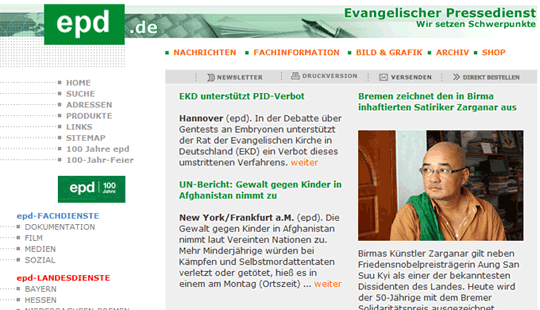 epd .de
Evangelischer Pressedienst
Wir setzen Schwerpunkte
NACHRICHTEN FACHINFORMATION BILD & GRAFIK ARCHIV SHOP
NEWSLETTER DRUCKVERSION VERSENDEN DIREKT BESTELLEN
HOME
SUCHE
ADRESSEN
PRODUKTE
LINKS
SITEMAP
100 Jahre epd
100-Jahr-Feier
epd 100 Jahre
epd-FACHDIENSTE
DOKUMENTATION
FILM
MEDIEN
SOZIAL
epd-LANDESDIENSTE
BAYERN
HESSEN
NIEDERSACHSEN-BREMEN
EKD unterstützt PID-Verbot
Hannover (epd). In der Debatte über
Gentests an Embryonen unterstützt
der Rat der Evangelischen Kirche in
Deutschland (EKD) ein Verbot dieses
umstrittenen Verfahrens. weiter
UN-Bericht: Gewalt gegen Kinder in
Afghanistan nimmt zu
New York/Frankfurt a.M. (epd). Die
Gewalt gegen Kinder in Afghanistan
nimmt laut Vereinten Nationen zu.
Mehr Minderjährige würden bei
Kämpfen und Selbstmordattentaten
verletzt oder getötet, hieß es in
einem am Montag (Ortszeit) ... weiter
Bremen zeichnet den in Birma
inhaftierten Satiriker Zarganar aus
Birmas Künstler Zarganar gilt neben
Friedensnobelpreisträgerin Aung San
Suu Kyi als einer der bekanntesten
Dissidenten des Landes. Heute wird
der 50-Jährige mit dem Bremer
Solidaritätspreis ausgezeichnet